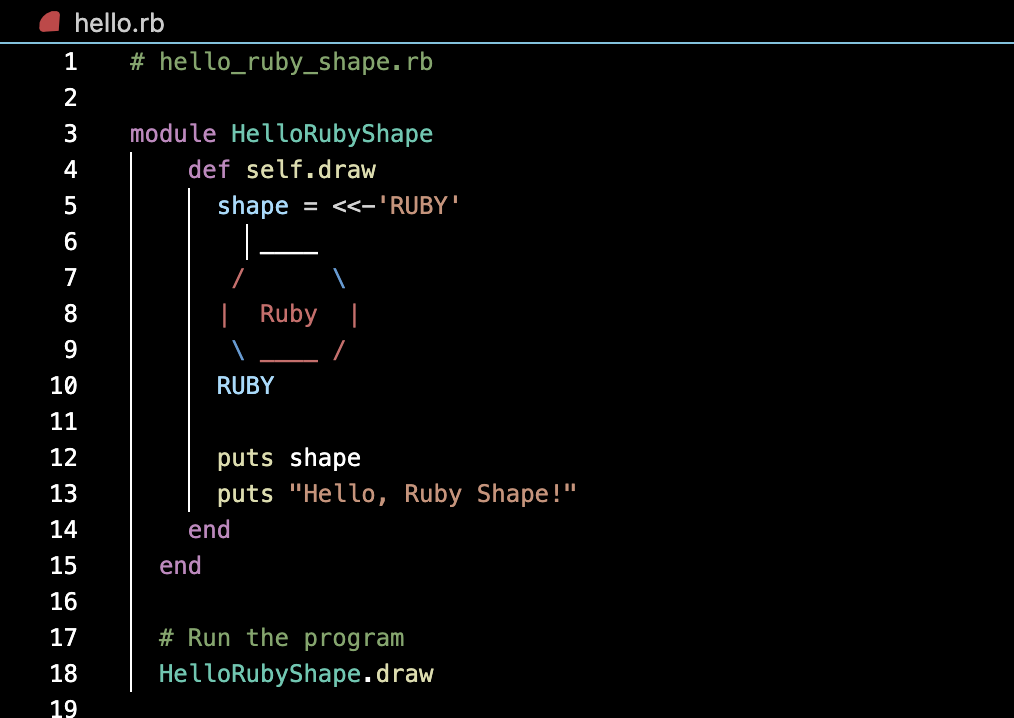 hello.rb
1 # hello_ruby_shape.rb
2
3 module HelloRubyShape
4     def self.draw
5       shape = <<-'RUBY'
6          ____
7        /      \
8       |  Ruby  |
9        \ ____ /
10       RUBY
11
12       puts shape
13       puts "Hello, Ruby Shape!"
14     end
15   end
16
17   # Run the program
18   HelloRubyShape.draw
19